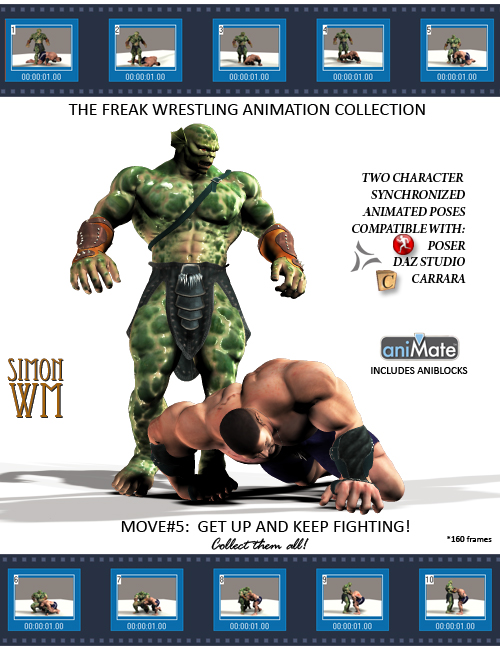 1 2 3 4 5
00:00:01.00 00:00:01.00 00:00:01.00 00:00:01.00 00:00:01.00
THE FREAK WRESTLING ANIMATION COLLECTION
TWO CHARACTER
SYNCHRONIZED
ANIMATED POSES
COMPATIBLE WITH:
POSER
DAZ STUDIO
C CARRARA
aniMate
INCLUDES ANIBLOCKS
SIMON
WM
MOVE#5: GET UP AND KEEP FIGHTING!
Collect them all!
*160 frames
6 7 8 9 10
00:00:01.00 00:00:01.00 00:00:01.00 00:00:01.00 00:00:01.00